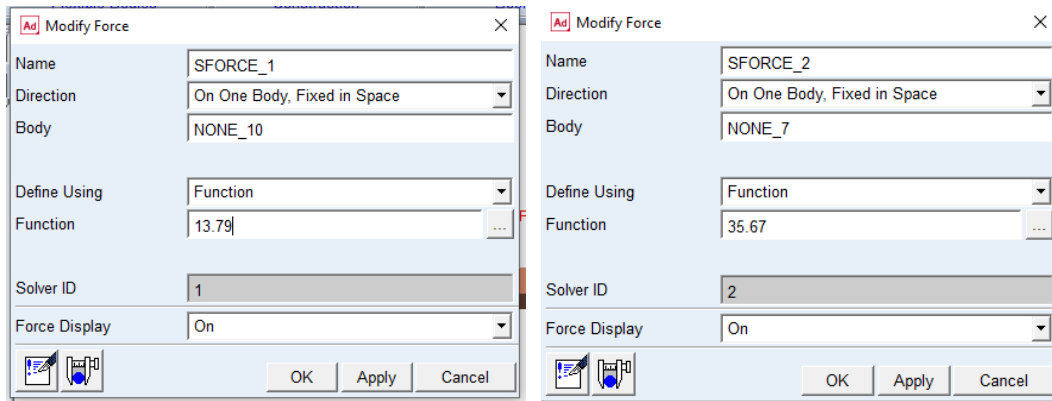 Ad Modify Force
Name SFORCE_1
Direction On One Body, Fixed in Space
Body NONE_10
Define Using Function
Function 13.79 ...
Solver ID 1
Force Display On
OK Apply Cancel
Ad Modify Force
Name SFORCE_2
Direction On One Body, Fixed in Space
Body NONE_7
Define Using Function
Function 35.67 ...
Solver ID 2
Force Display On
OK Apply Cancel